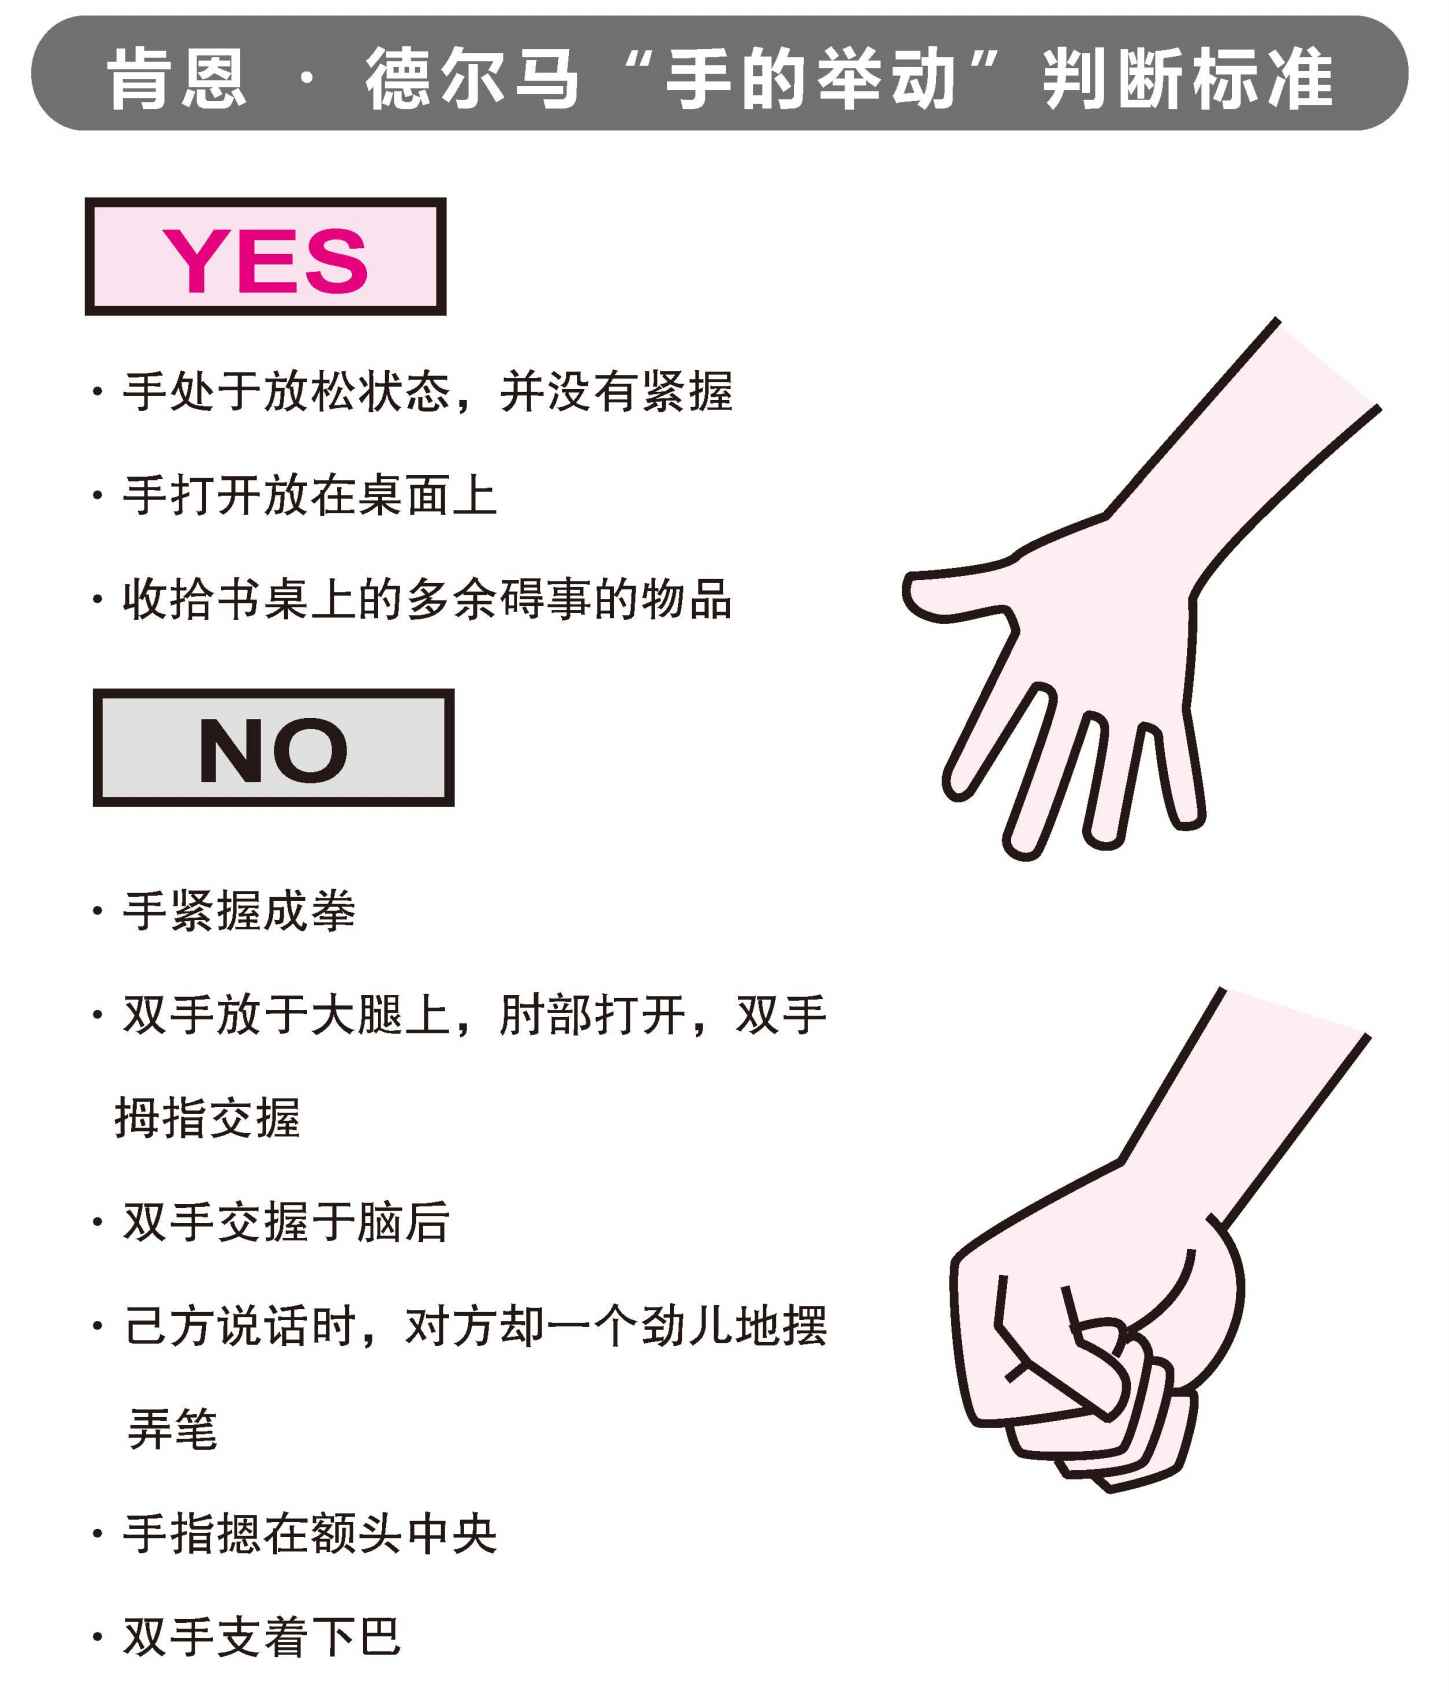 肯恩 · 德尔马“手的举动”判断标准
YES
· 手处于放松状态，并没有紧握
· 手打开放在桌面上
· 收拾书桌上的多余碍事的物品
NO
· 手紧握成拳
· 双手放于大腿上，肘部打开，双手
拇指交握
· 双手交握于脑后
· 己方说话时，对方却一个劲儿地摆
弄笔
· 手指摁在额头中央
· 双手支着下巴